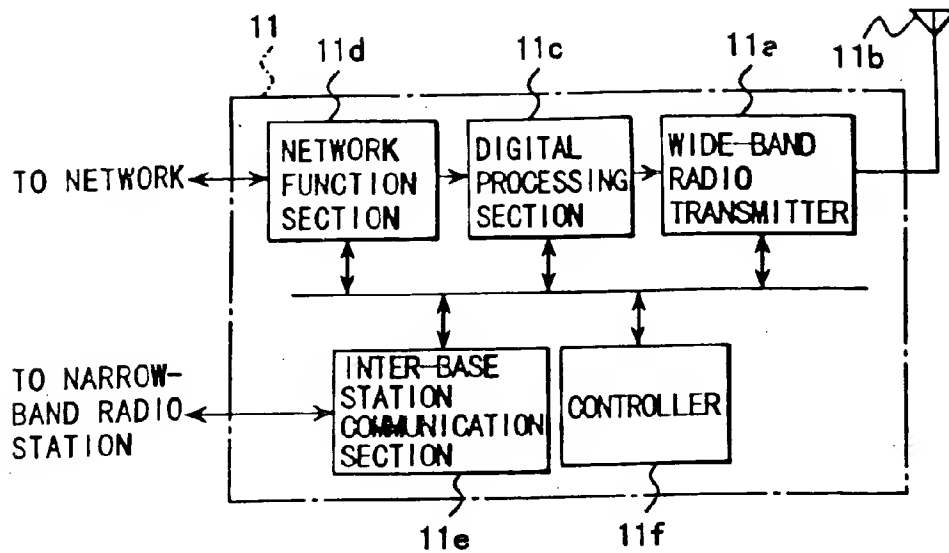 11
11d
11c
11a
11b
TO NETWORK
NETWORK
FUNCTION
SECTION
DIGITAL
PROCESSING
SECTION
WIDE-BAND
RADIO
TRANSMITTER
TO NARROW-
BAND RADIO
STATION
INTER-BASE
STATION
COMMUNICATION
SECTION
CONTROLLER
11e
11f